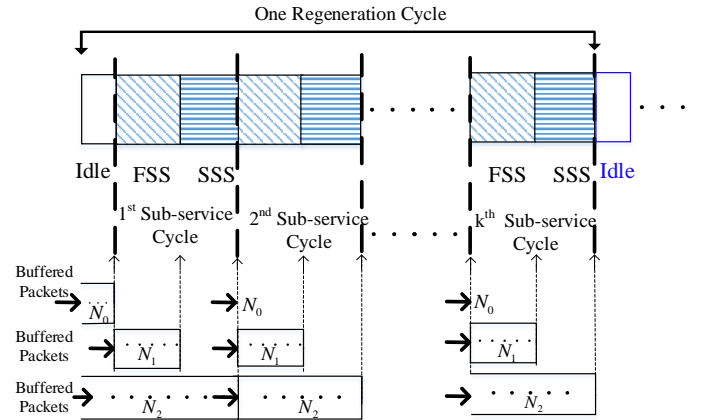 One Regeneration Cycle
Idle FSS SSS FSS SSS Idle
1st Sub-service Cycle
2nd Sub-service Cycle
kth Sub-service Cycle
Buffered Packets
N0 N0 N0
Buffered Packets
N1 N1 N1
Buffered Packets
N2 N2 N2